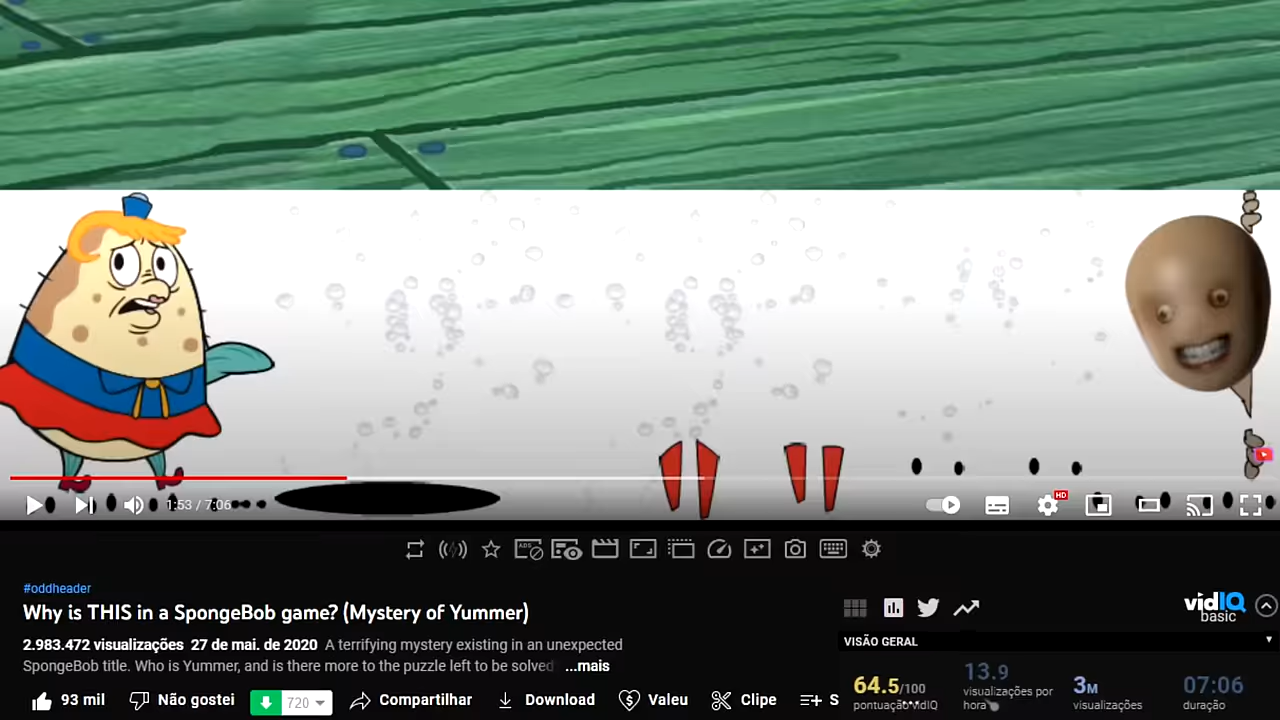 1:53 / 7:06
HD
ADS
#oddheader
Why is THIS in a SpongeBob game? (Mystery of Yummer)
2.983.472 visualizações 27 de mai. de 2020 A terrifying mystery existing in an unexpected
SpongeBob title. Who is Yummer, and is there more to the puzzle left to be solved ...mais
93 mil Não gostei 720 Compartilhar Download Valeu Clipe S
vidIQ
basic
VISÃO GERAL
64.5/100
pontuação vidIQ
13.9
visualizações por
hora
3M
visualizações
07:06
duração